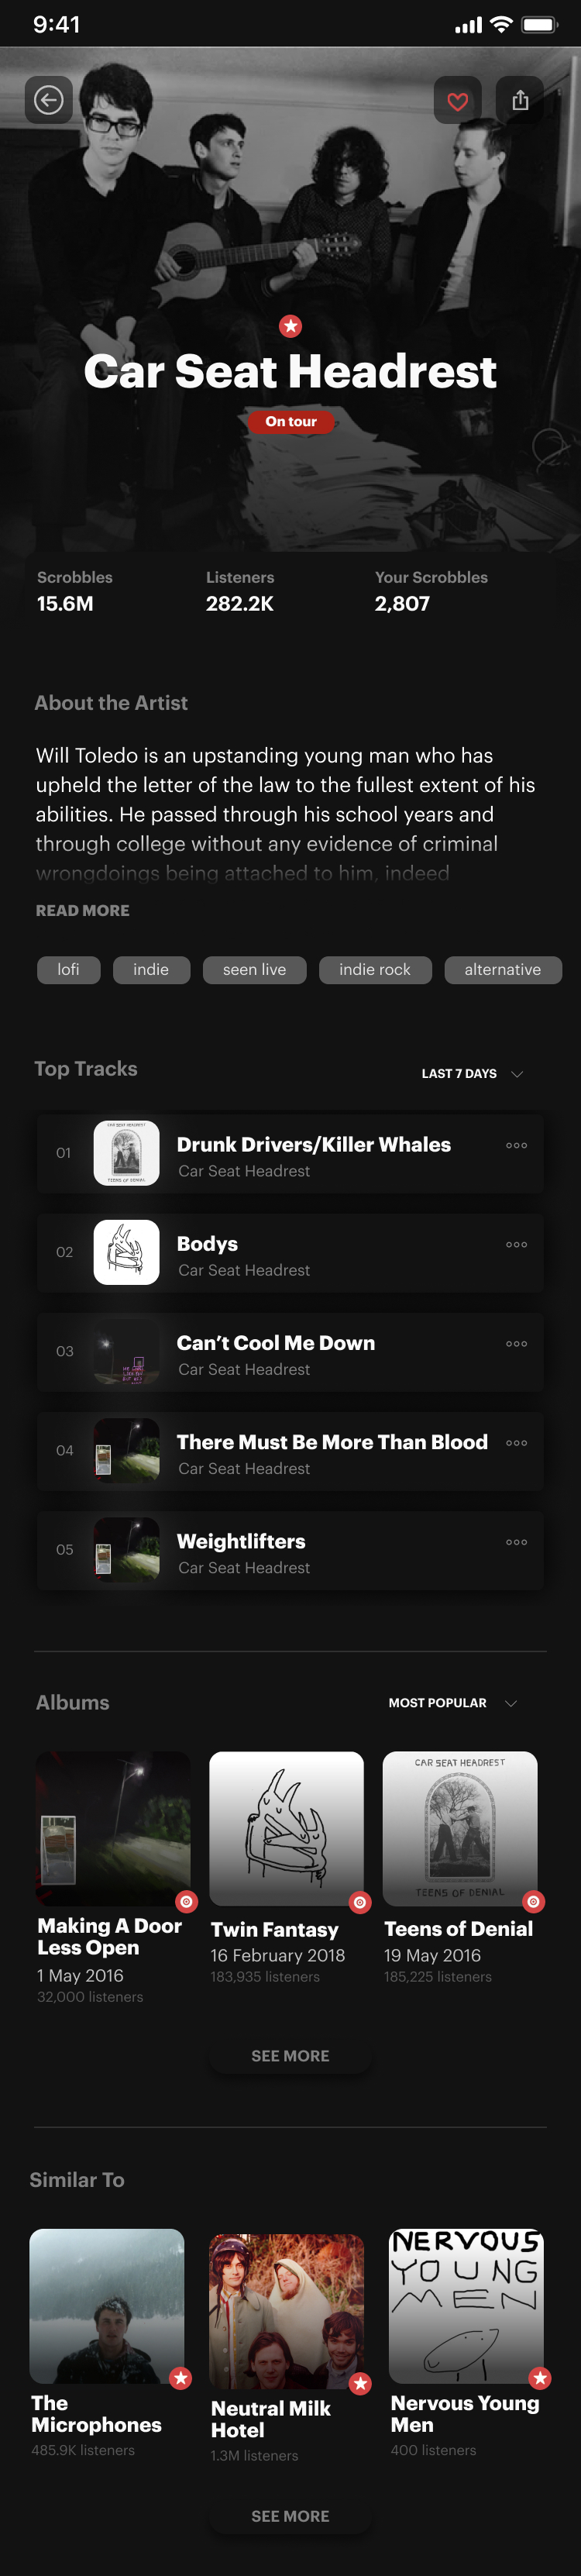 9:41
Car Seat Headrest
On tour
Scrobbles Listeners Your Scrobbles
15.6M 282.2K 2,807
About the Artist
Will Toledo is an upstanding young man who has
upheld the letter of the law to the fullest extent of his
abilities. He passed through his school years and
through college without any evidence of criminal
wrongdoings being attached to him, indeed
READ MORE
lofi indie seen live indie rock alternative
Top Tracks LAST 7 DAYS
01 Drunk Drivers/Killer Whales
Car Seat Headrest
CAR SEAT HEADREST
TEENS OF DENIAL
02 Bodys
Car Seat Headrest
03 Can't Cool Me Down
Car Seat Headrest
04 There Must Be More Than Blood
Car Seat Headrest
05 Weightlifters
Car Seat Headrest
Albums MOST POPULAR
CAR SEAT HEADREST
TEENS OF DENIAL
Making A Door
Less Open
1 May 2016
32,000 listeners
Twin Fantasy
16 February 2018
183,935 listeners
Teens of Denial
19 May 2016
185,225 listeners
SEE MORE
Similar To
NERVOUS
YOUNG
MEN
The
Microphones
485.9K listeners
Neutral Milk
Hotel
1.3M listeners
Nervous Young
Men
400 listeners
SEE MORE